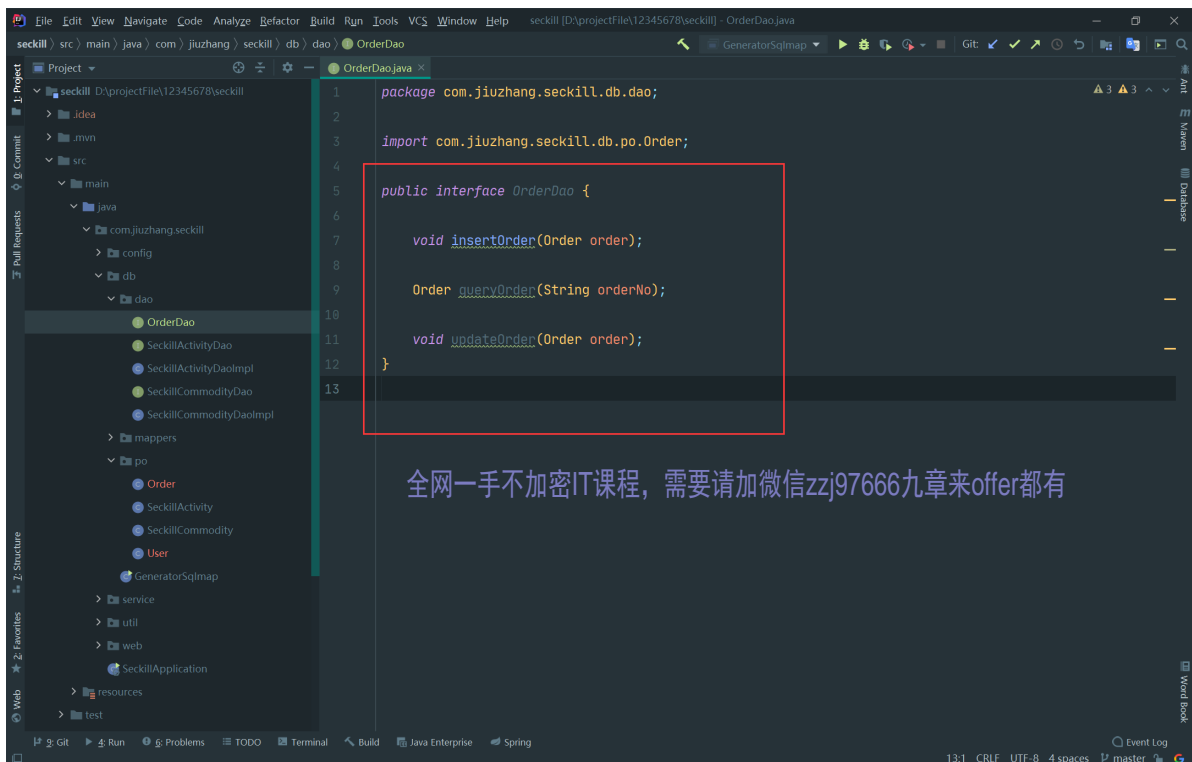 File Edit View Navigate Code Analyze Refactor Build Run Tools VCS Window Help seckill [D:\projectFile\12345678\seckill] - OrderDao.java
seckill 〉 src 〉 main 〉 java 〉 com 〉 jiuzhang 〉 seckill 〉 db 〉 dao 〉 OrderDao GeneratorSqlmap Git:
1: Project
0: Commit
Pull Requests
7: Structure
2: Favorites
Web
Project
seckill D:\projectFile\12345678\seckill
.idea
.mvn
src
main
java
com.jiuzhang.seckill
config
db
dao
OrderDao
SeckillActivityDao
SeckillActivityDaoImpl
SeckillCommodityDao
SeckillCommodityDaoImpl
mappers
po
Order
SeckillActivity
SeckillCommodity
User
GeneratorSqlmap
service
util
web
SeckillApplication
resources
test
OrderDao.java ×
3 3
1 package com.jiuzhang.seckill.db.dao;
2
3 import com.jiuzhang.seckill.db.po.Order;
4
5 public interface OrderDao {
6
7 void insertOrder(Order order);
8
9 Order queryOrder(String orderNo);
10
11 void updateOrder(Order order);
12 }
13
全网一手不加密IT课程，需要请加微信zzj97666九章来offer都有
Ant
Maven
Database
Word Book
9: Git 4: Run 6: Problems TODO Terminal Build Java Enterprise Spring Event Log
13:1 CRLF UTF-8 4 spaces master